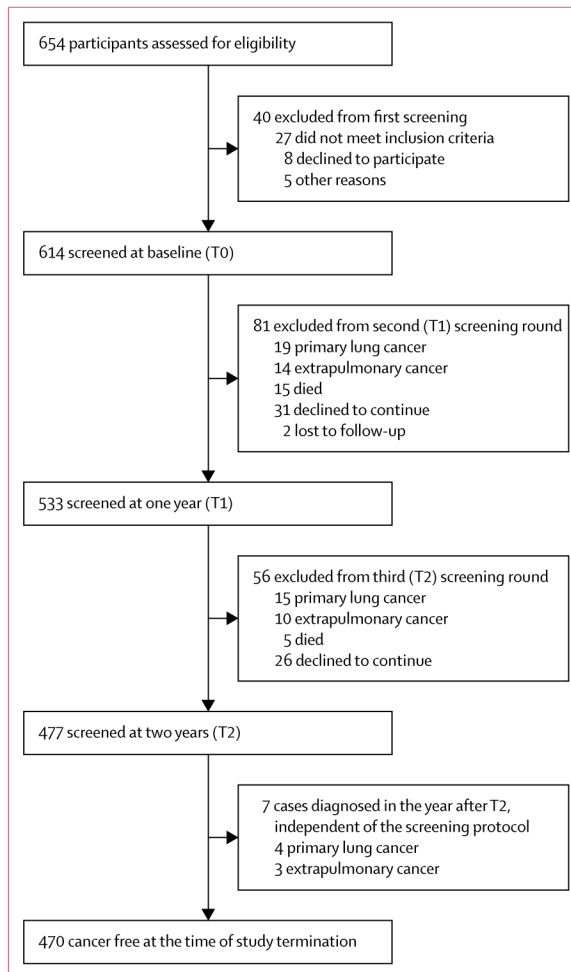 654 participants assessed for eligibility
40 excluded from first screening
27 did not meet inclusion criteria
8 declined to participate
5 other reasons
614 screened at baseline (T0)
81 excluded from second (T1) screening round
19 primary lung cancer
14 extrapulmonary cancer
15 died
31 declined to continue
2 lost to follow-up
533 screened at one year (T1)
56 excluded from third (T2) screening round
15 primary lung cancer
10 extrapulmonary cancer
5 died
26 declined to continue
477 screened at two years (T2)
7 cases diagnosed in the year after T2,
independent of the screening protocol
4 primary lung cancer
3 extrapulmonary cancer
470 cancer free at the time of study termination